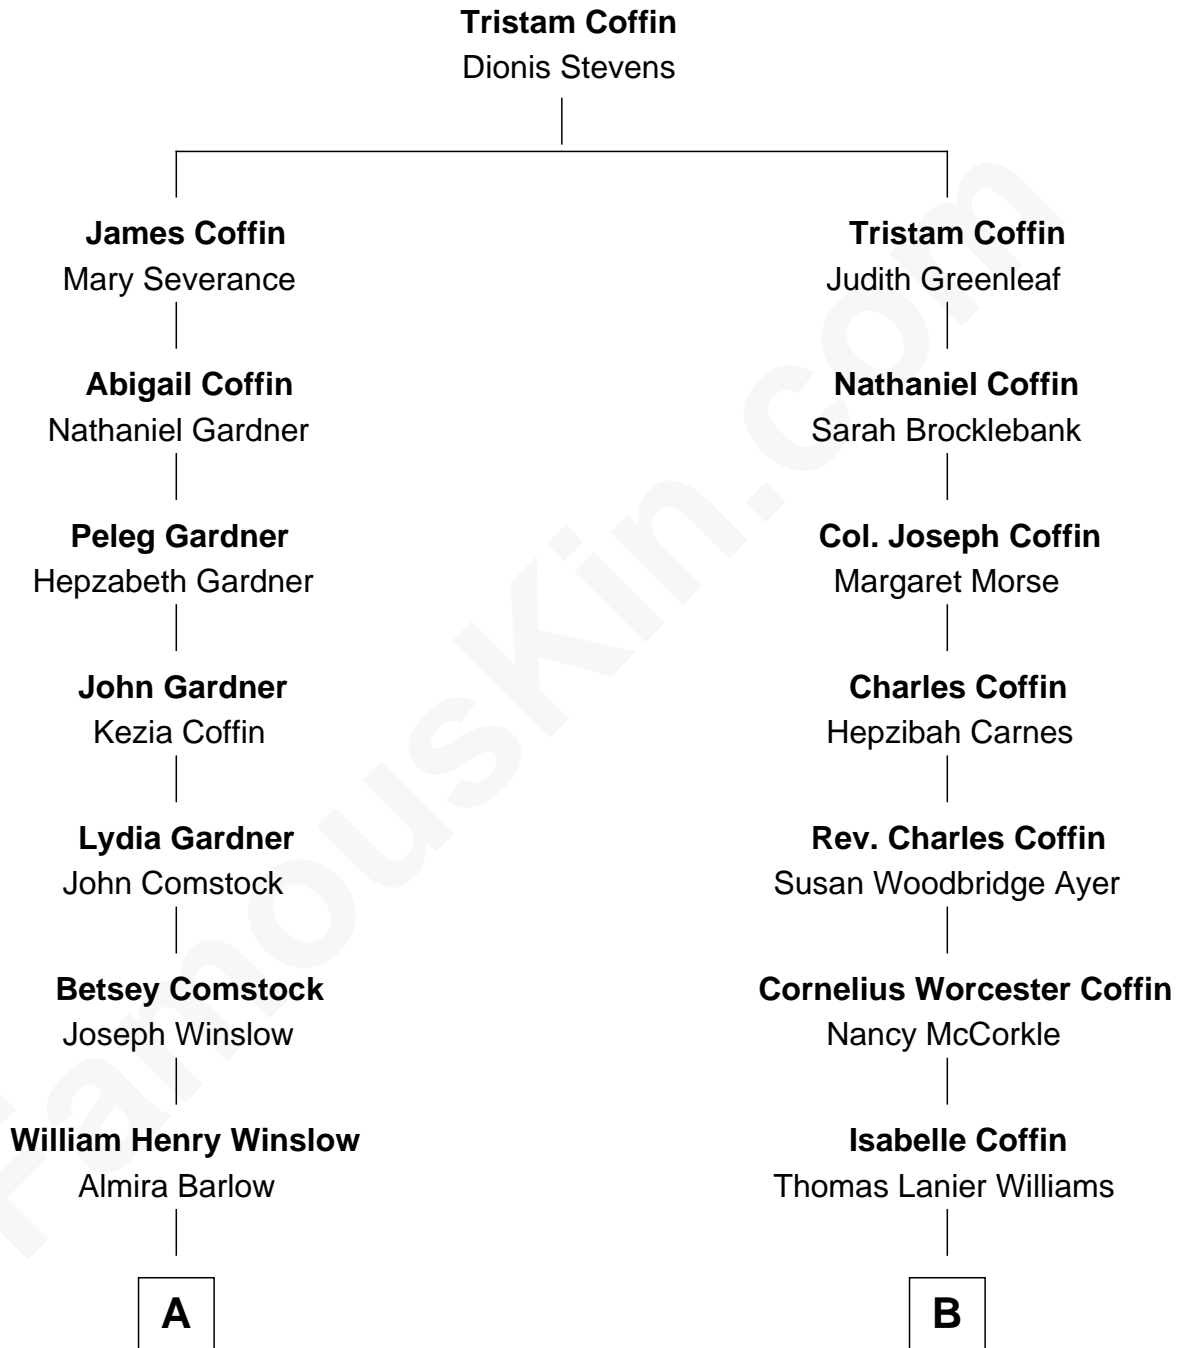 Tristam Coffin
Dionis Stevens
James Coffin
Mary Severance
Tristam Coffin
Judith Greenleaf
Abigail Coffin
Nathaniel Gardner
Nathaniel Coffin
Sarah Brocklebank
Peleg Gardner
Hepzabeth Gardner
Col. Joseph Coffin
Margaret Morse
John Gardner
Kezia Coffin
Charles Coffin
Hepzibah Carnes
Lydia Gardner
John Comstock
Rev. Charles Coffin
Susan Woodbridge Ayer
Betsey Comstock
Joseph Winslow
Cornelius Worcester Coffin
Nancy McCorkle
William Henry Winslow
Almira Barlow
Isabelle Coffin
Thomas Lanier Williams
A
B
FamousKin.com